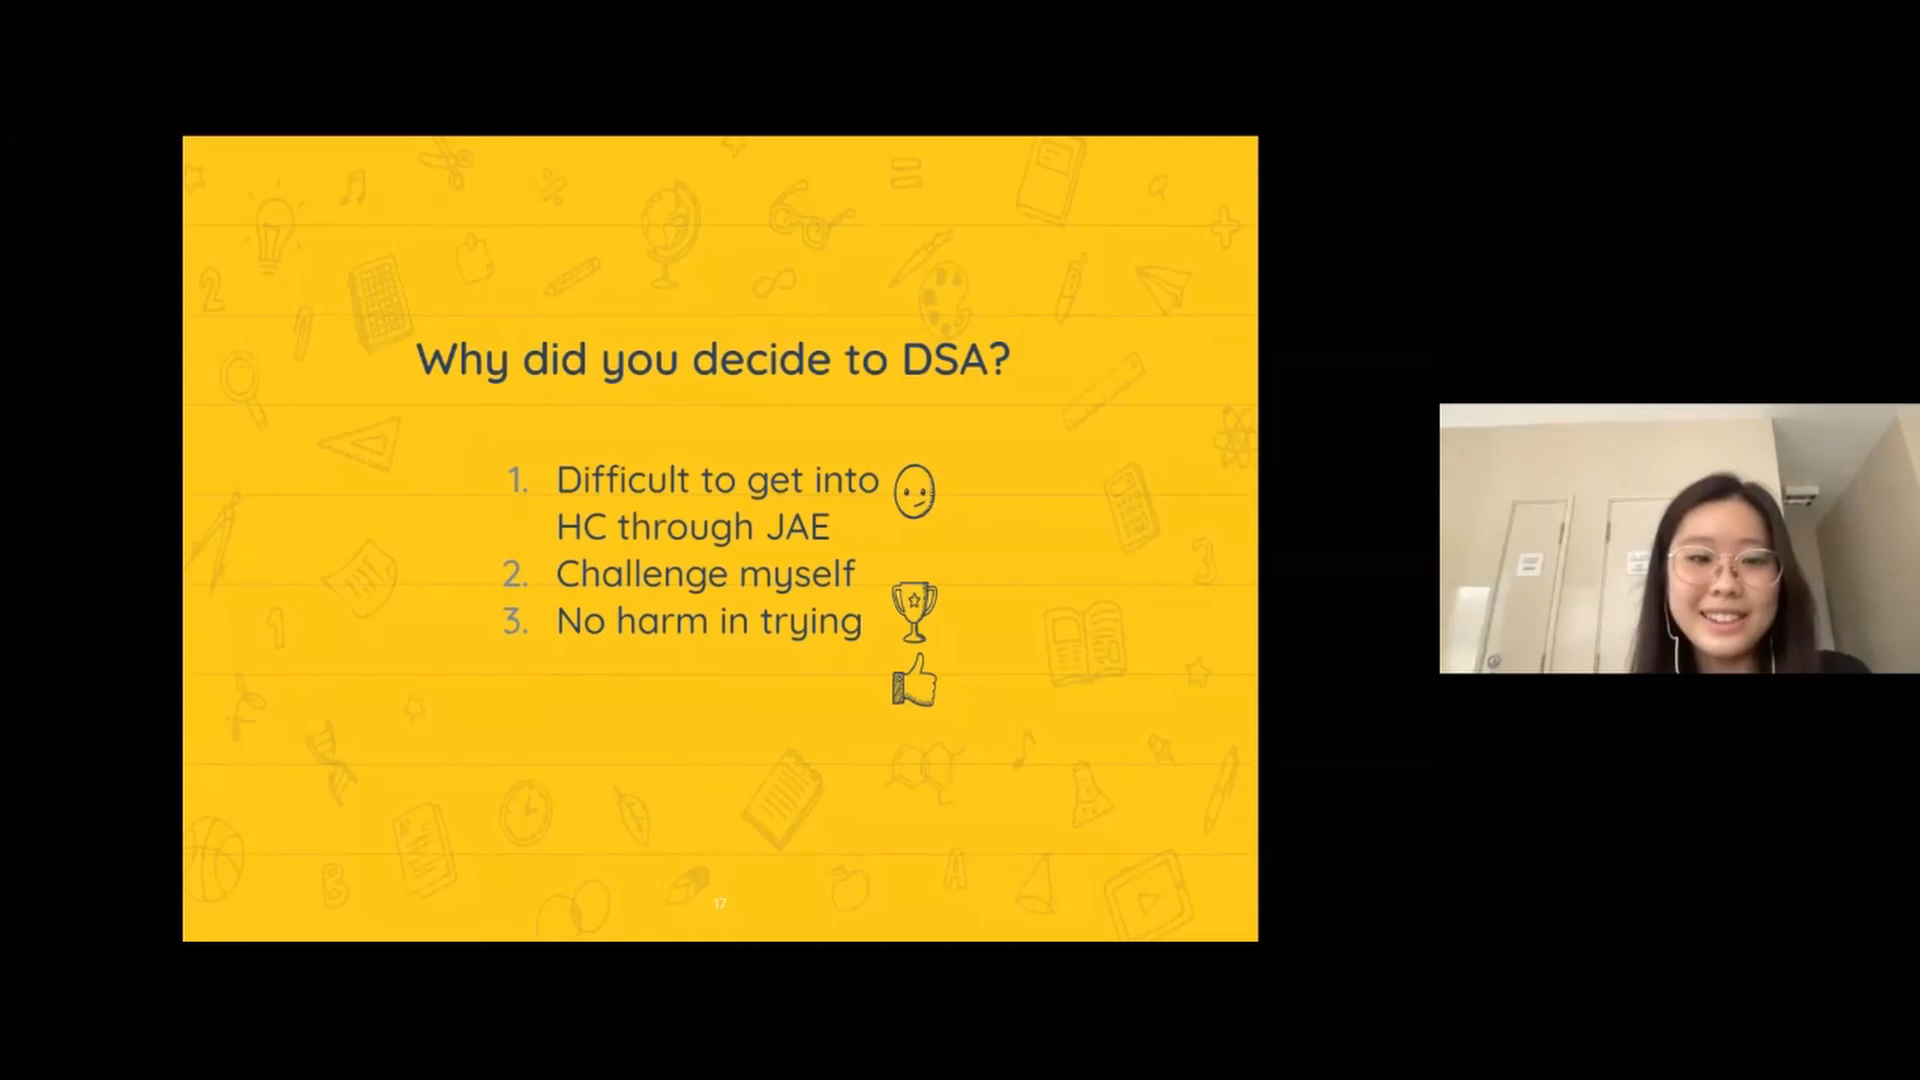 Why did you decide to DSA?
1. Difficult to get into
HC through JAE
2. Challenge myself
3. No harm in trying
17